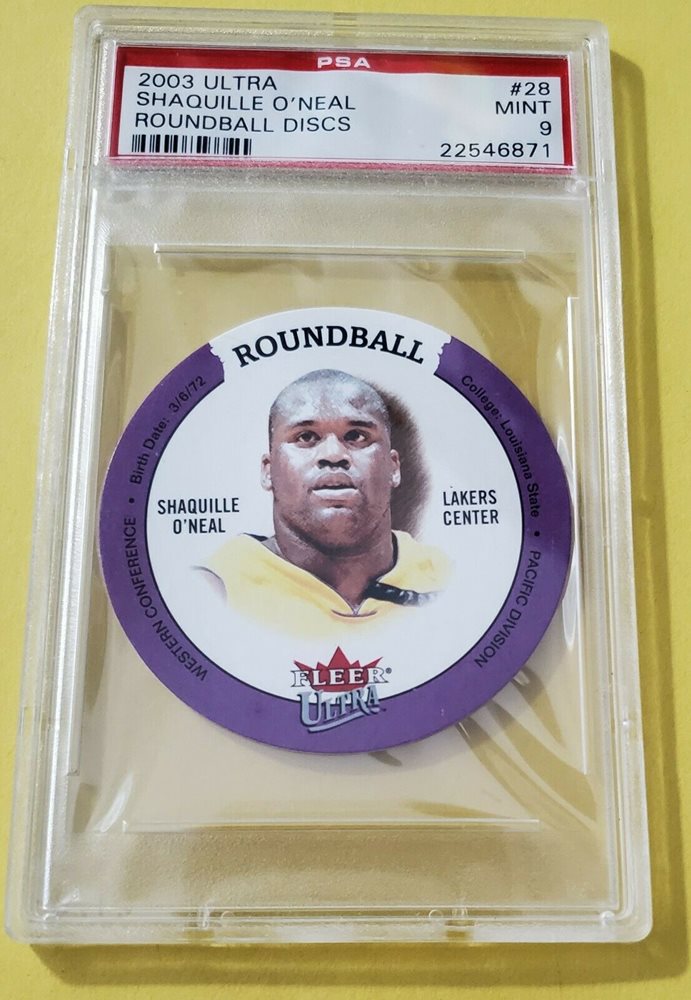 PSA
2003 ULTRA #28
SHAQUILLE O'NEAL MINT
ROUNDBALL DISCS 9
22546871
ROUNDBALL
WESTERN CONFERENCE • Birth Date: 3/6/72
College: Louisiana State • PACIFIC DIVISION
SHAQUILLE
O'NEAL
LAKERS
CENTER
FLEER®
ULTRA™